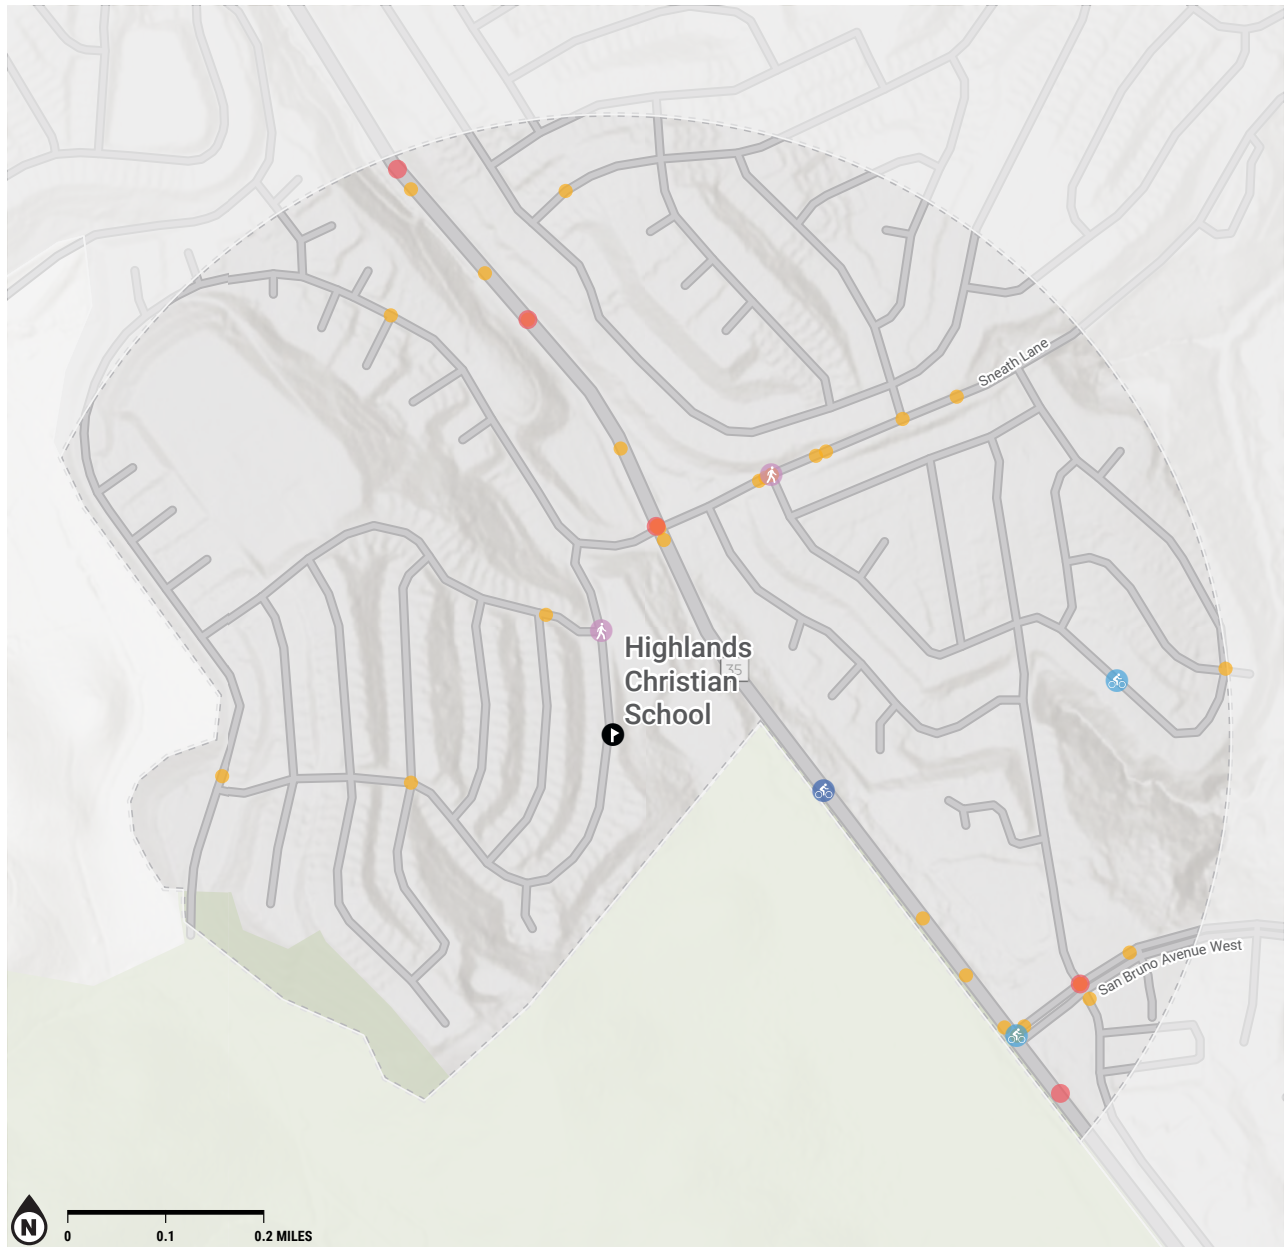 Sneath Lane
Highlands
Christian
School
35
San Bruno Avenue West
N
0 0.1 0.2 MILES